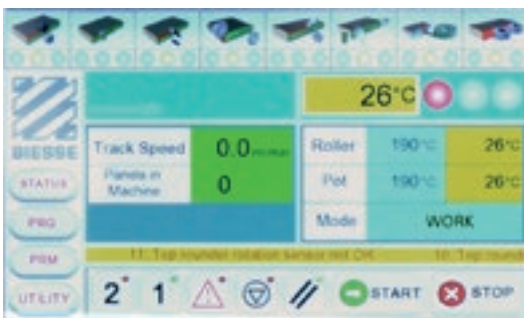 26°C
BIESSE
Track Speed 0.0
Roller 190°C 26°C
STATUS
Panels in Machine 0
Pot 190°C 26°C
PRG
Mode WORK
PRM
11. Top rounder rotation sensor not OK 10. Top round
UTILITY
2 1 START STOP